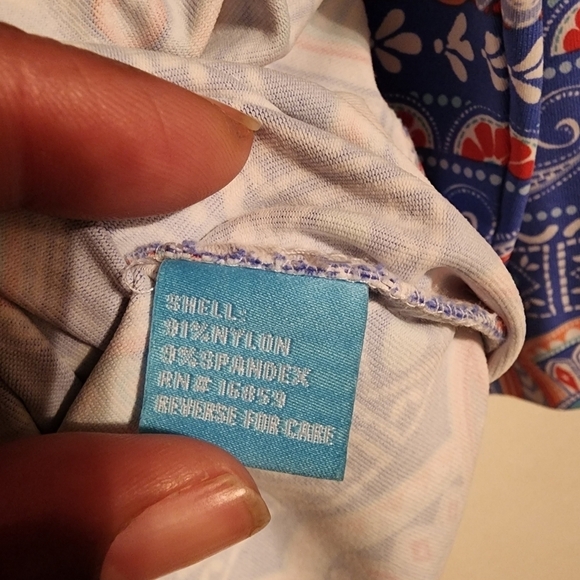 SHELL:
91%NYLON
9%SPANDEX
RN# 16859
REVERSE FOR CARE